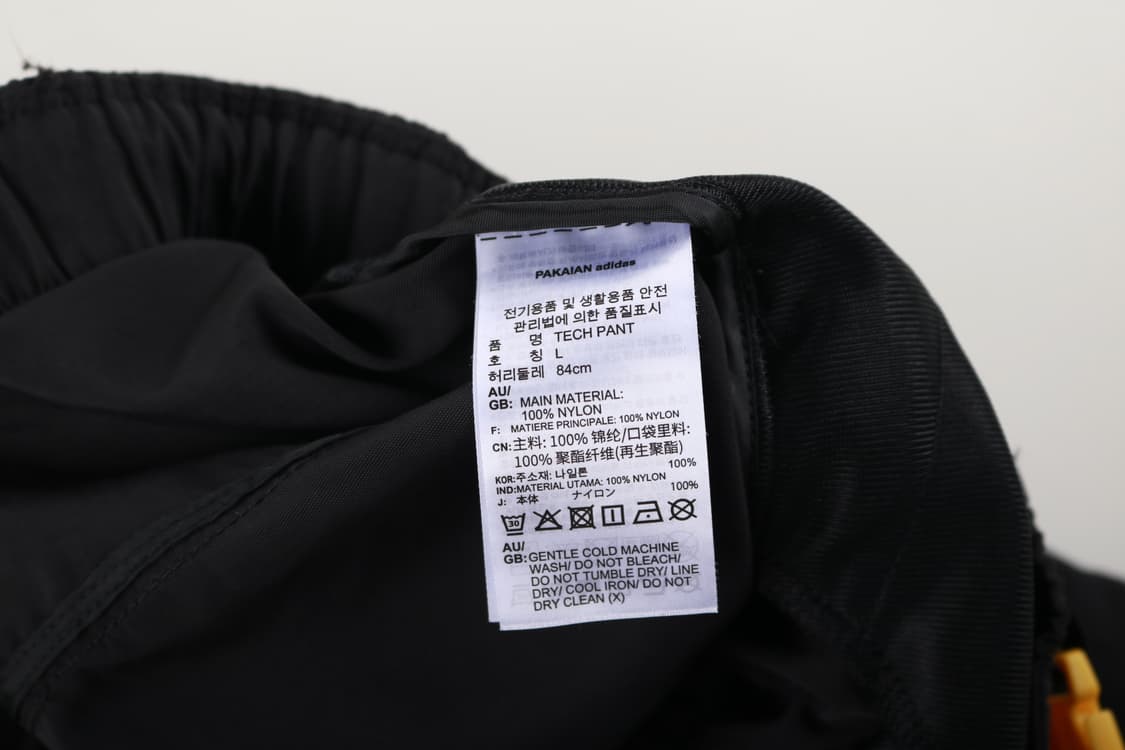 PAKAIAN adidas
전기용품 및 생활용품 안전
관리법에 의한 품질표시
품 명 TECH PANT
호 칭 L
허리둘레 84cm
AU/
GB: MAIN MATERIAL:
100% NYLON
F: MATIERE PRINCIPALE: 100% NYLON
CN:主料: 100% 锦纶/口袋里料:
100% 聚酯纤维(再生聚酯)
KOR:주소재: 나일론 100%
IND:MATERIAL UTAMA: 100% NYLON
J: 本体 ナイロン 100%
30
AU/
GB:GENTLE COLD MACHINE
WASH/ DO NOT BLEACH/
DO NOT TUMBLE DRY/ LINE
DRY/ COOL IRON/ DO NOT
DRY CLEAN (X)